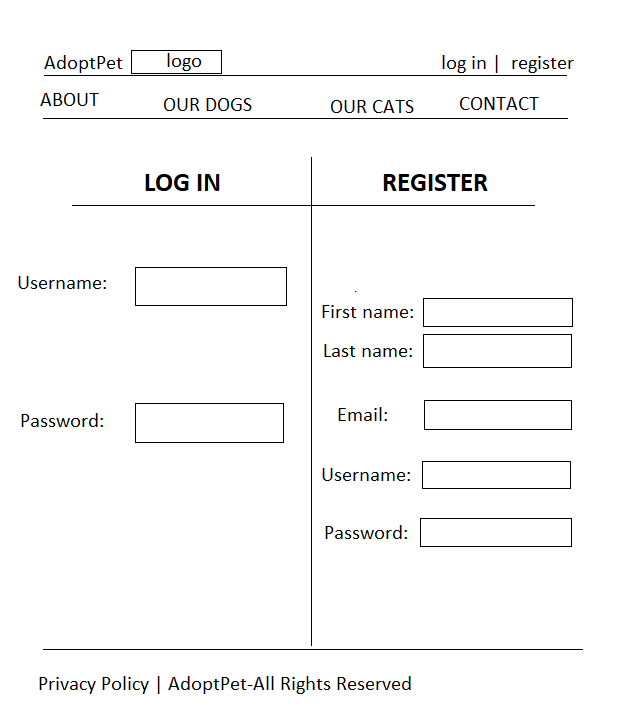 AdoptPet logo log in | register
ABOUT OUR DOGS OUR CATS CONTACT
LOG IN REGISTER
Username:
First name:
Last name:
Password:
Email:
Username:
Password:
Privacy Policy | AdoptPet-All Rights Reserved